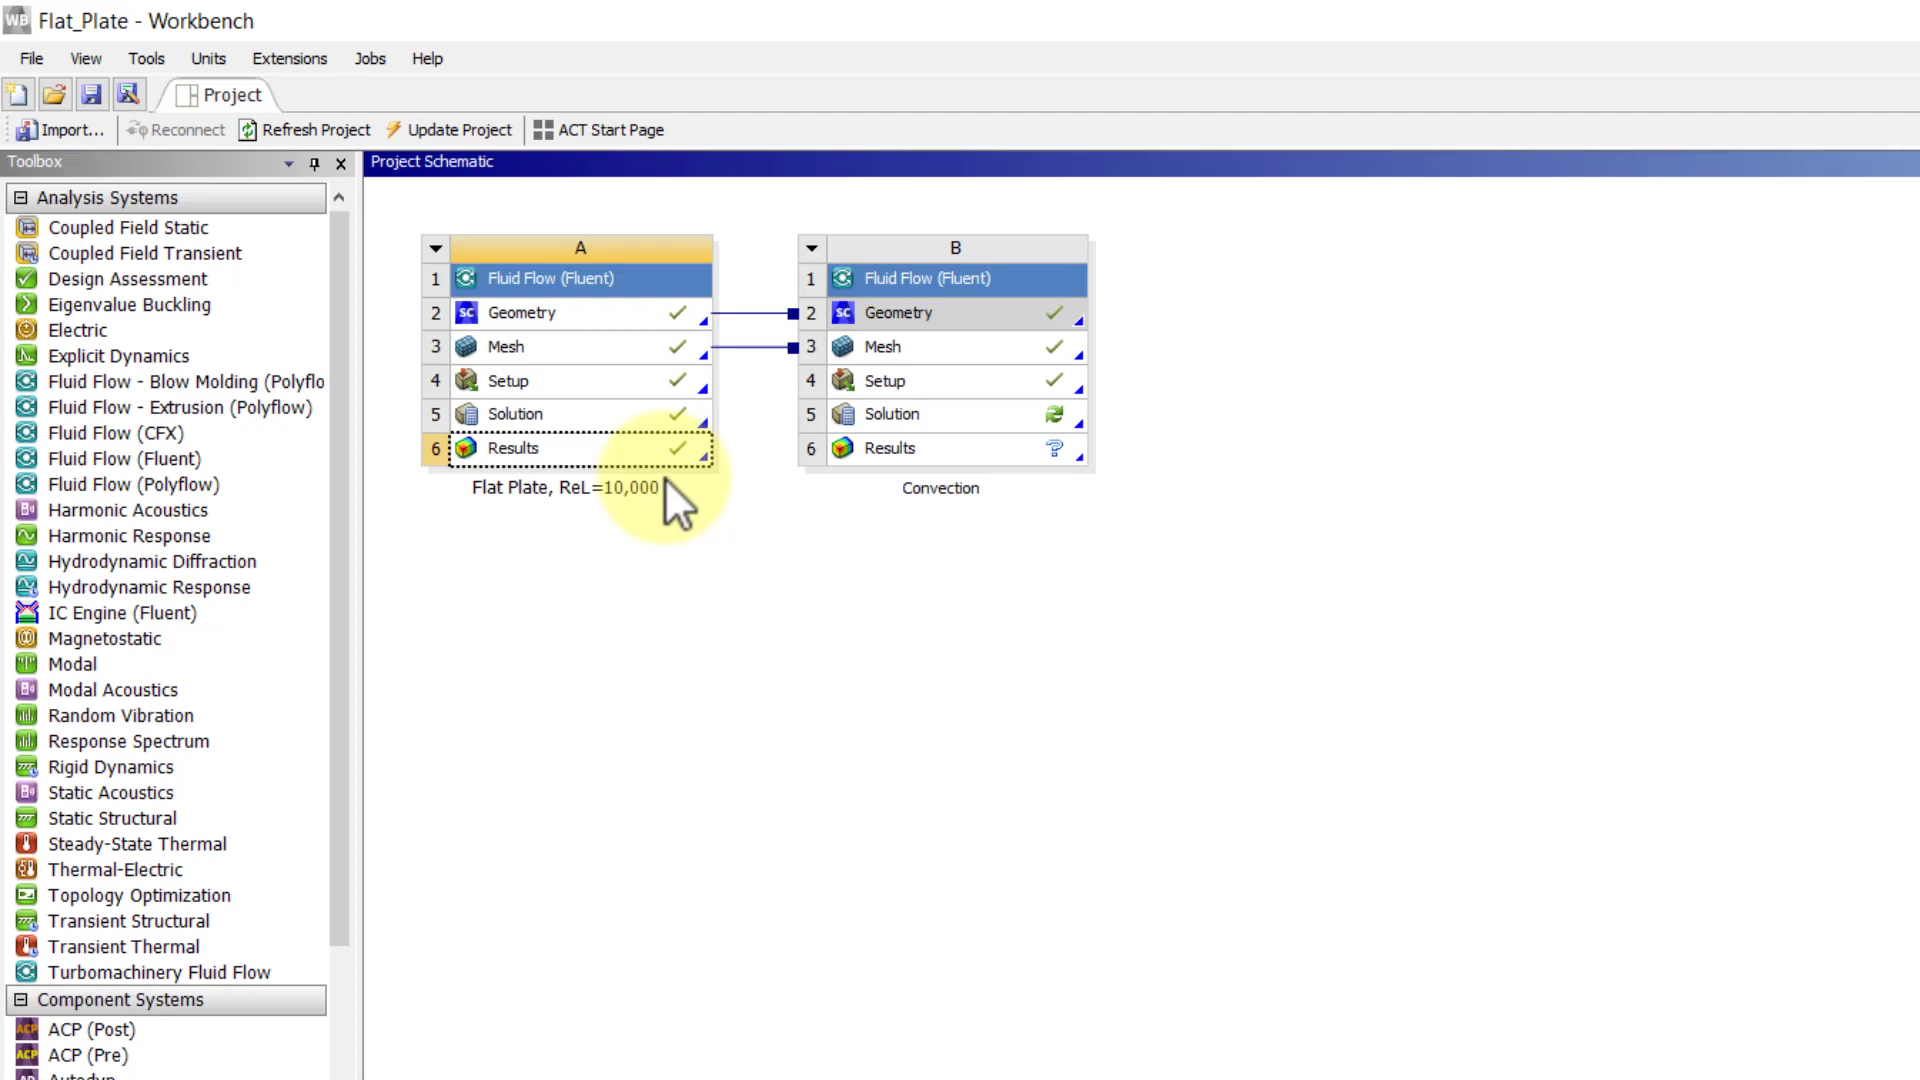 WB Flat_Plate - Workbench
File View Tools Units Extensions Jobs Help
Project
Import... Reconnect Refresh Project Update Project ACT Start Page
Toolbox
Project Schematic
Analysis Systems
Coupled Field Static
Coupled Field Transient
Design Assessment
Eigenvalue Buckling
Electric
Explicit Dynamics
Fluid Flow - Blow Molding (Polyflo
Fluid Flow - Extrusion (Polyflow)
Fluid Flow (CFX)
Fluid Flow (Fluent)
Fluid Flow (Polyflow)
Harmonic Acoustics
Harmonic Response
Hydrodynamic Diffraction
Hydrodynamic Response
IC Engine (Fluent)
Magnetostatic
Modal
Modal Acoustics
Random Vibration
Response Spectrum
Rigid Dynamics
Static Acoustics
Static Structural
Steady-State Thermal
Thermal-Electric
Topology Optimization
Transient Structural
Transient Thermal
Turbomachinery Fluid Flow
Component Systems
ACP ACP (Post)
ACP ACP (Pre)
A
1 Fluid Flow (Fluent)
2 SC Geometry
3 Mesh
4 Setup
5 Solution
6 Results
Flat Plate, ReL=10,000
B
1 Fluid Flow (Fluent)
2 SC Geometry
3 Mesh
4 Setup
5 Solution
6 Results
Convection